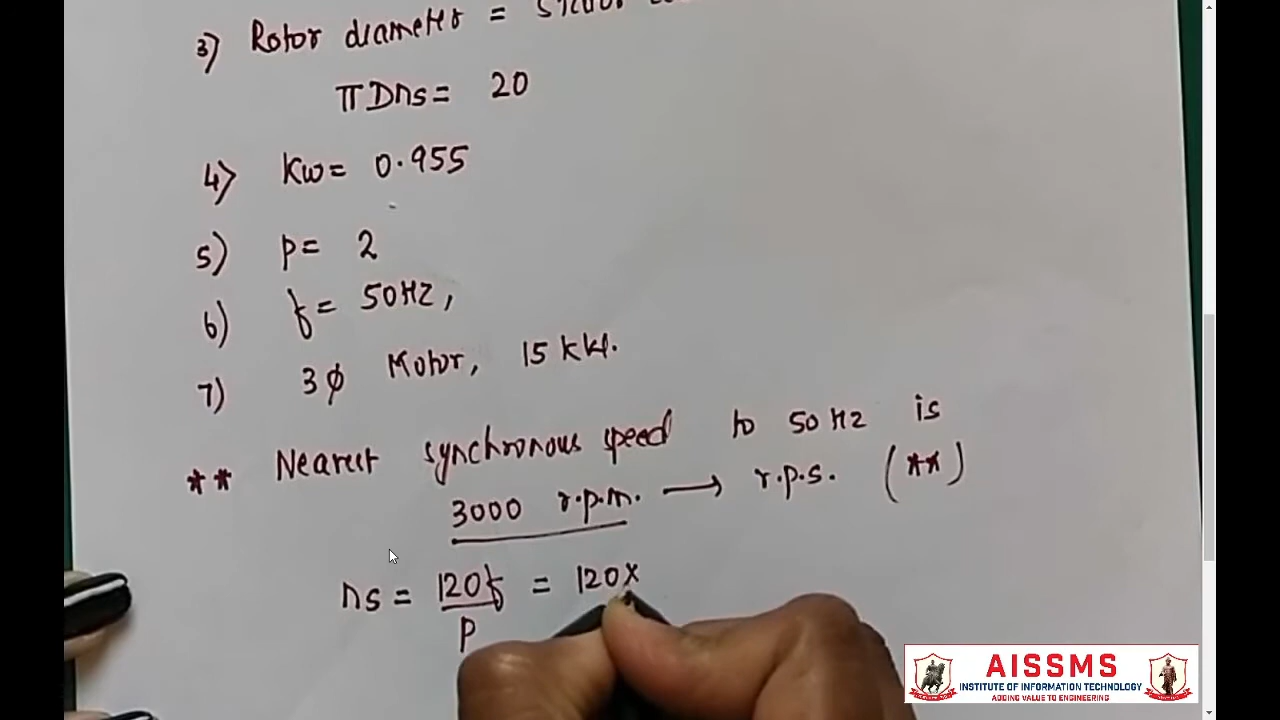 3) Rotor diameter =
πDns = 20
4) Kw = 0.955
5) p = 2
6) f = 50Hz,
7) 3φ Motor, 15 kW.
** Nearest synchronous speed to 50 Hz is
3000 r.p.m. → r.p.s. (**)
ns = 120f / p = 120x
AISSMS
INSTITUTE OF INFORMATION TECHNOLOGY
ADDING VALUE TO ENGINEERING